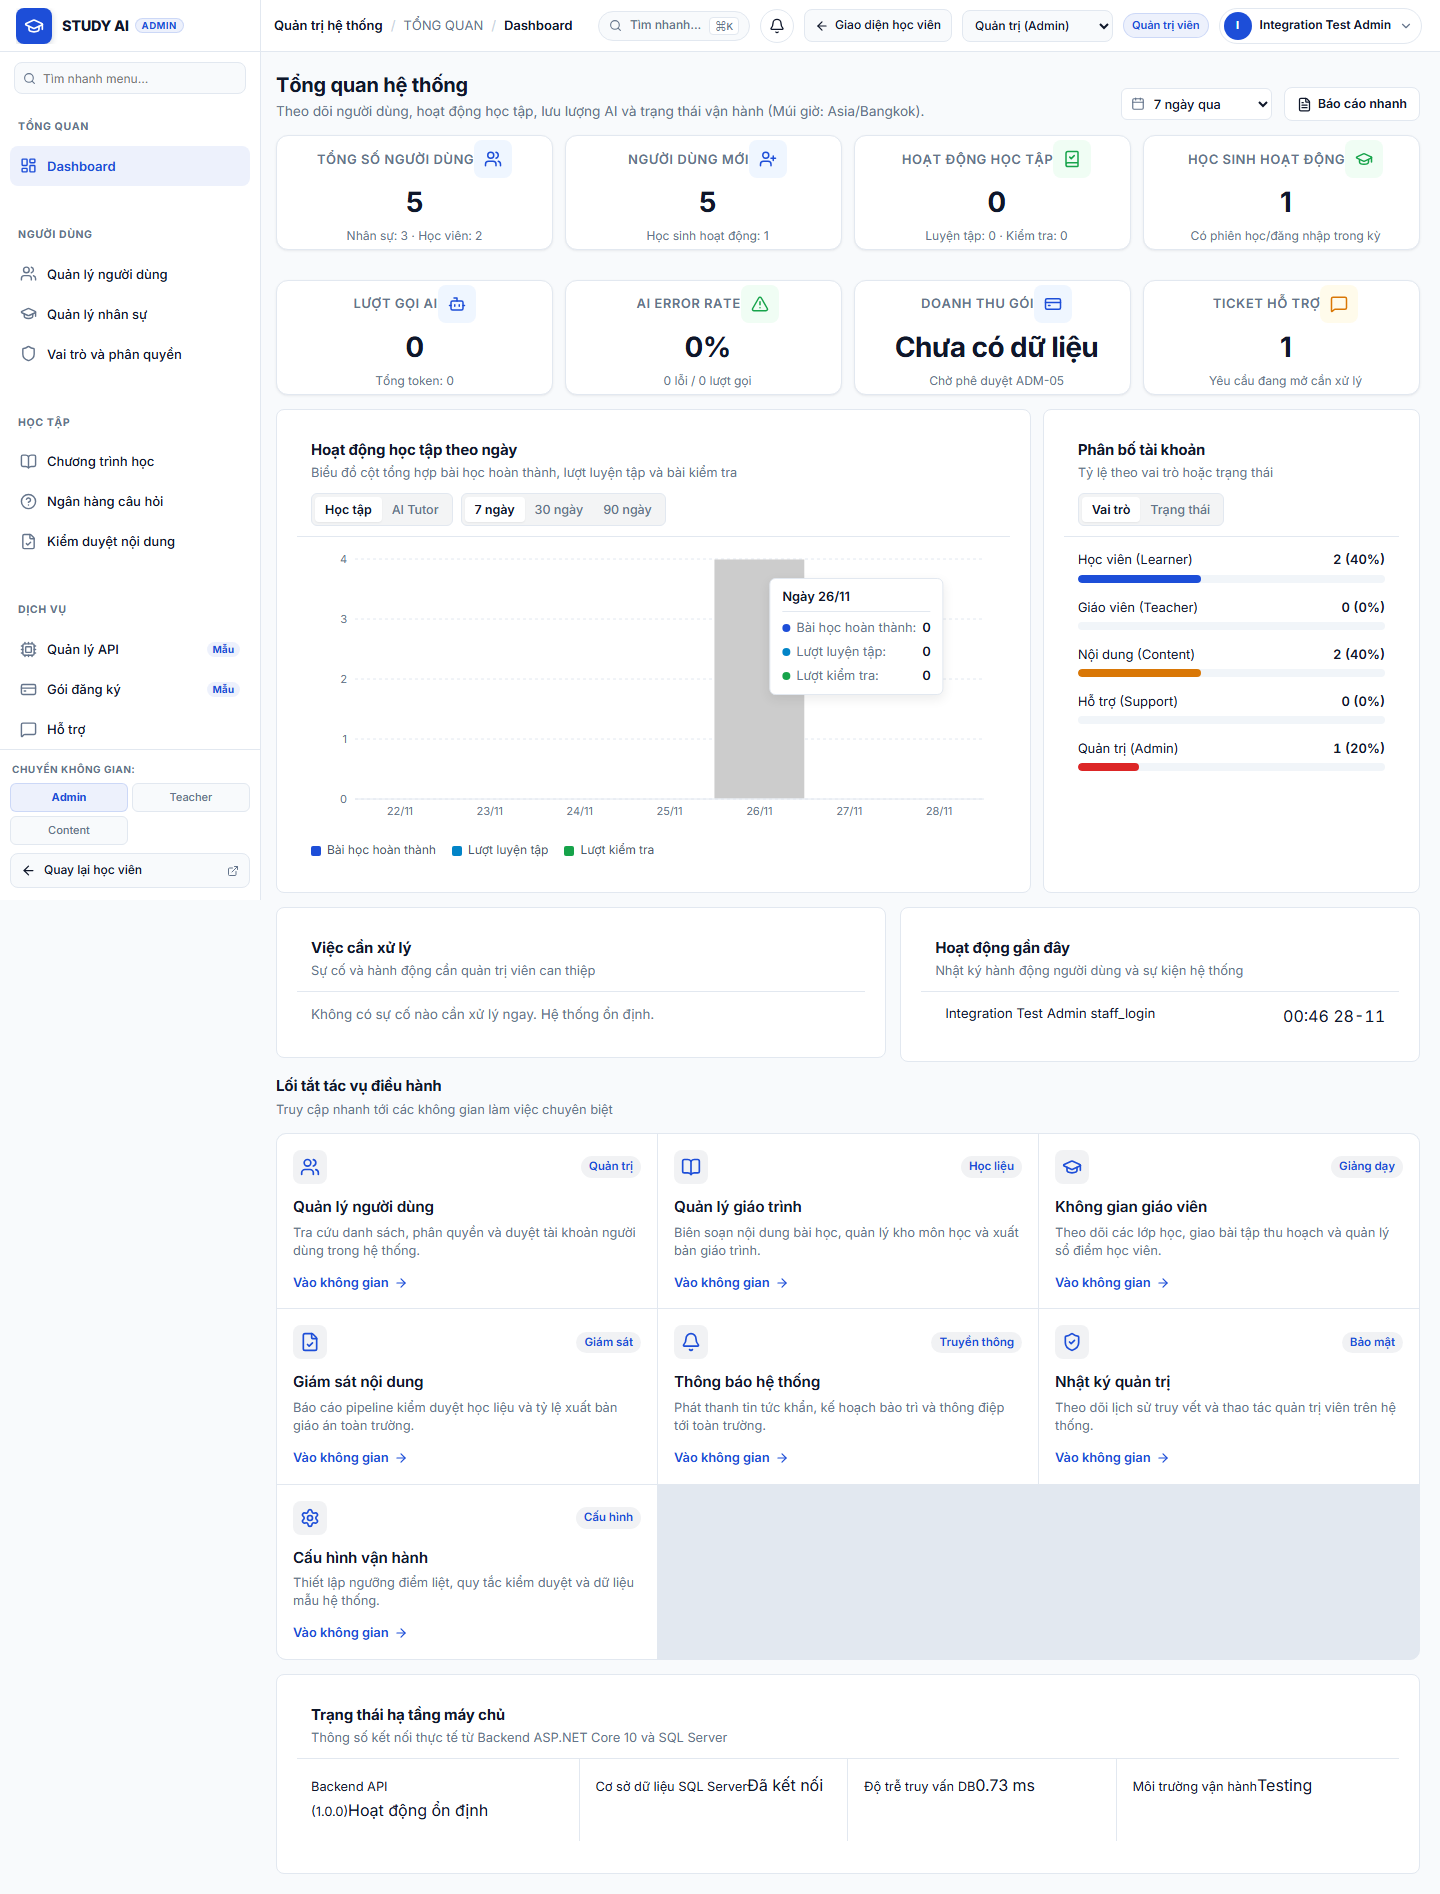 STUDY AI ADMIN
Quản trị hệ thống / TỔNG QUAN / Dashboard
Tìm nhanh... ⌘K
Giao diện học viên
Quản trị (Admin)
Quản trị viên
I
Integration Test Admin
Tìm nhanh menu...
TỔNG QUAN
Dashboard
NGƯỜI DÙNG
Quản lý người dùng
Quản lý nhân sự
Vai trò và phân quyền
HỌC TẬP
Chương trình học
Ngân hàng câu hỏi
Kiểm duyệt nội dung
DỊCH VỤ
Quản lý API Mẫu
Gói đăng ký Mẫu
Hỗ trợ
CHUYỂN KHÔNG GIAN:
Admin Teacher
Content
Quay lại học viên
Tổng quan hệ thống
Theo dõi người dùng, hoạt động học tập, lưu lượng AI và trạng thái vận hành (Múi giờ: Asia/Bangkok).
7 ngày qua
Báo cáo nhanh
TỔNG SỐ NGƯỜI DÙNG
5
Nhân sự: 3 · Học viên: 2
NGƯỜI DÙNG MỚI
5
Học sinh hoạt động: 1
HOẠT ĐỘNG HỌC TẬP
0
Luyện tập: 0 · Kiểm tra: 0
HỌC SINH HOẠT ĐỘNG
1
Có phiên học/đăng nhập trong kỳ
LƯỢT GỌI AI
0
Tổng token: 0
AI ERROR RATE
0%
0 lỗi / 0 lượt gọi
DOANH THU GÓI
Chưa có dữ liệu
Chờ phê duyệt ADM-05
TICKET HỖ TRỢ
1
Yêu cầu đang mở cần xử lý
Hoạt động học tập theo ngày
Biểu đồ cột tổng hợp bài học hoàn thành, lượt luyện tập và bài kiểm tra
Học tập AI Tutor
7 ngày 30 ngày 90 ngày
4
3
2
1
0
22/11 23/11 24/11 25/11 26/11 27/11 28/11
Ngày 26/11
Bài học hoàn thành: 0
Lượt luyện tập: 0
Lượt kiểm tra: 0
Bài học hoàn thành Lượt luyện tập Lượt kiểm tra
Phân bố tài khoản
Tỷ lệ theo vai trò hoặc trạng thái
Vai trò Trạng thái
Học viên (Learner) 2 (40%)
Giáo viên (Teacher) 0 (0%)
Nội dung (Content) 2 (40%)
Hỗ trợ (Support) 0 (0%)
Quản trị (Admin) 1 (20%)
Việc cần xử lý
Sự cố và hành động cần quản trị viên can thiệp
Không có sự cố nào cần xử lý ngay. Hệ thống ổn định.
Hoạt động gần đây
Nhật ký hành động người dùng và sự kiện hệ thống
Integration Test Admin staff_login 00:46 28-11
Lối tắt tác vụ điều hành
Truy cập nhanh tới các không gian làm việc chuyên biệt
Quản trị
Quản lý người dùng
Tra cứu danh sách, phân quyền và duyệt tài khoản người
dùng trong hệ thống.
Vào không gian
Học liệu
Quản lý giáo trình
Biên soạn nội dung bài học, quản lý kho môn học và xuất
bản giáo trình.
Vào không gian
Giảng dạy
Không gian giáo viên
Theo dõi các lớp học, giao bài tập thu hoạch và quản lý
sổ điểm học viên.
Vào không gian
Giám sát
Giám sát nội dung
Báo cáo pipeline kiểm duyệt học liệu và tỷ lệ xuất bản
giáo án toàn trường.
Vào không gian
Truyền thông
Thông báo hệ thống
Phát thanh tin tức khẩn, kế hoạch bảo trì và thông điệp
tới toàn trường.
Vào không gian
Bảo mật
Nhật ký quản trị
Theo dõi lịch sử truy vết và thao tác quản trị viên trên hệ
thống.
Vào không gian
Cấu hình
Cấu hình vận hành
Thiết lập ngưỡng điểm liệt, quy tắc kiểm duyệt và dữ liệu
mẫu hệ thống.
Vào không gian
Trạng thái hạ tầng máy chủ
Thông số kết nối thực tế từ Backend ASP.NET Core 10 và SQL Server
Backend API
(1.0.0)Hoạt động ổn định
Cơ sở dữ liệu SQL ServerĐã kết nối
Độ trễ truy vấn DB0.73 ms
Môi trường vận hànhTesting